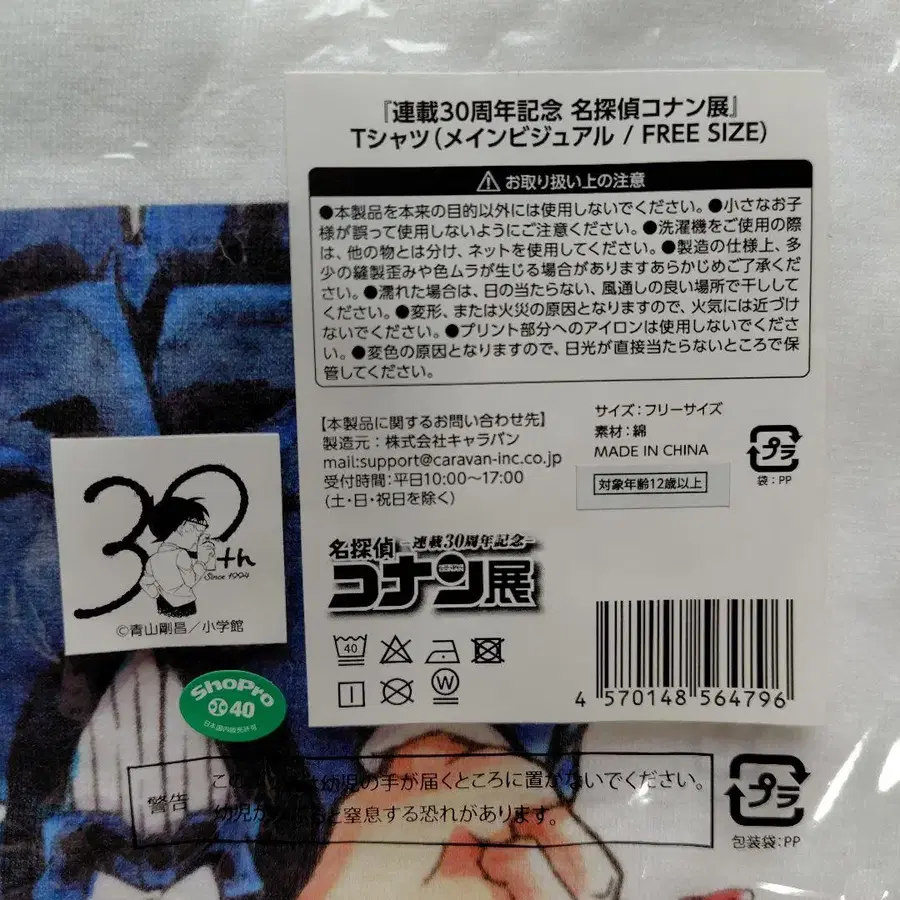 『連載30周年記念 名探偵コナン展』
Tシャツ(メインビジュアル / FREE SIZE)
お取り扱い上の注意
●本製品を本来の目的以外には使用しないでください。●小さなお子
様が誤って使用しないようにご注意ください。●洗濯機をご使用の際
は、他の物とは分け、ネットを使用してください。●製造の仕様上、多
少の縫製歪みや色ムラが生じる場合がありますあらかじめご了承くだ
さい。●濡れた場合は、日の当たらない、風通しの良い場所で干しして
ください。●変形、または火災の原因となりますので、火気には近づけ
ないでください。●プリント部分へのアイロンは使用しないでくださ
い。●変色の原因となりますので、日光が直接当たらないところで保
管してください。
【本製品に関するお問い合わせ先】
製造元：株式会社キャラバン
mail:support@caravan-inc.co.jp
受付時間：平日10:00～17:00
(土・日・祝日を除く)
サイズ：フリーサイズ
素材：綿
MADE IN CHINA
対象年齢12歳以上
プラ
袋：PP
30th
Since 1994
©青山剛昌／小学館
名探偵
-連載30周年記念-
コナン展
40
W
4 570148 564796
ShoPro
40
日本国内販売許可
警告
この
は幼児の手が届くところに置かないでください。
幼児が
ると窒息する恐れがあります。
プラ
包装袋：PP